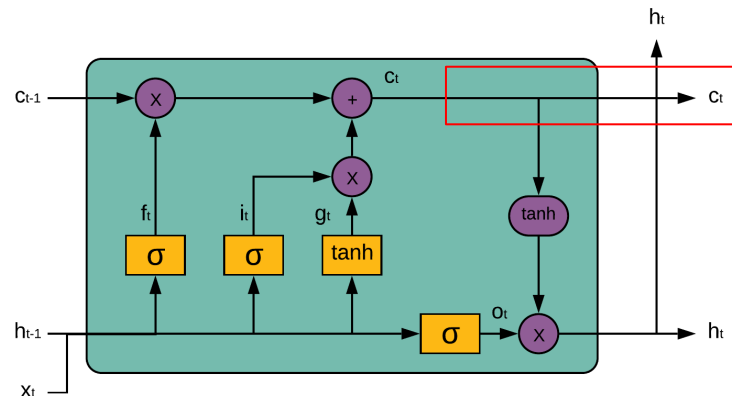 hₜ
cₜ
cₜ₋₁ x + cₜ
x
fₜ iₜ gₜ tanh
σ σ tanh
oₜ
hₜ₋₁ σ x hₜ
xₜ